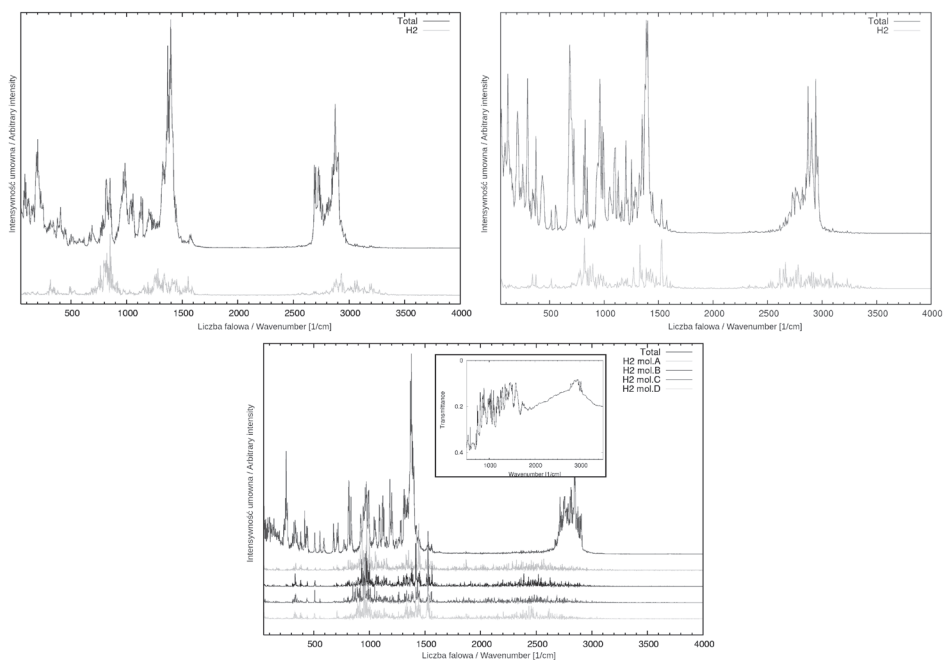 Total
H2
Intensywność umowna / Arbitrary intensity
500 1000 1500 2000 2500 3000 3500 4000
Liczba falowa / Wavenumber [1/cm]
Total
H2
Intensywność umowna / Arbitrary intensity
500 1000 1500 2000 2500 3000 3500 4000
Liczba falowa / Wavenumber [1/cm]
Total
H2 mol.A
H2 mol.B
H2 mol.C
H2 mol.D
0
0.2
0.4
Transmittance
1000 2000 3000
Wavenumber [1/cm]
Intensywność umowna / Arbitrary intensity
500 1000 1500 2000 2500 3000 3500 4000
Liczba falowa / Wavenumber [1/cm]